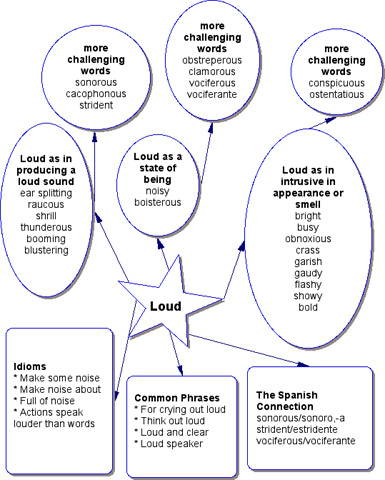 more
challenging
words
sonorous
cacophonous
strident
more
challenging
words
obstreperous
clamorous
vociferous
vociferante
more
challenging
words
conspicuous
ostentatious
Loud as in
producing a
loud sound
ear splitting
raucous
shrill
thunderous
booming
blustering
Loud as a
state of
being
noisy
boisterous
Loud as in
intrusive in
appearance or
smell
bright
busy
obnoxious
crass
garish
gaudy
flashy
showy
bold
Loud
Idioms
* Make some noise
* Make noise about
* Full of noise
* Actions speak
louder than words
Common Phrases
* For crying out loud
* Think out loud
* Loud and clear
* Loud speaker
The Spanish
Connection
sonorous/sonoro,-a
strident/estridente
vociferous/vociferante